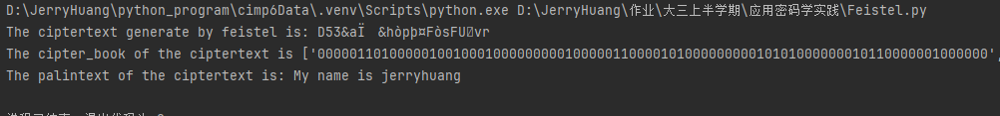 D:\JerryHuang\python_program\cimp6Data\.venv\Scripts\python.exe D:\JerryHuang\作业\大三上半学期\应用密码学实践\Feistel.py
The ciptertext generate by feistel is: D53&aÏ &hòpp¤FòsFU vr
The cipter_book of the ciptertext is ['
The palintext of the ciptertext is: My name is jerryhuang